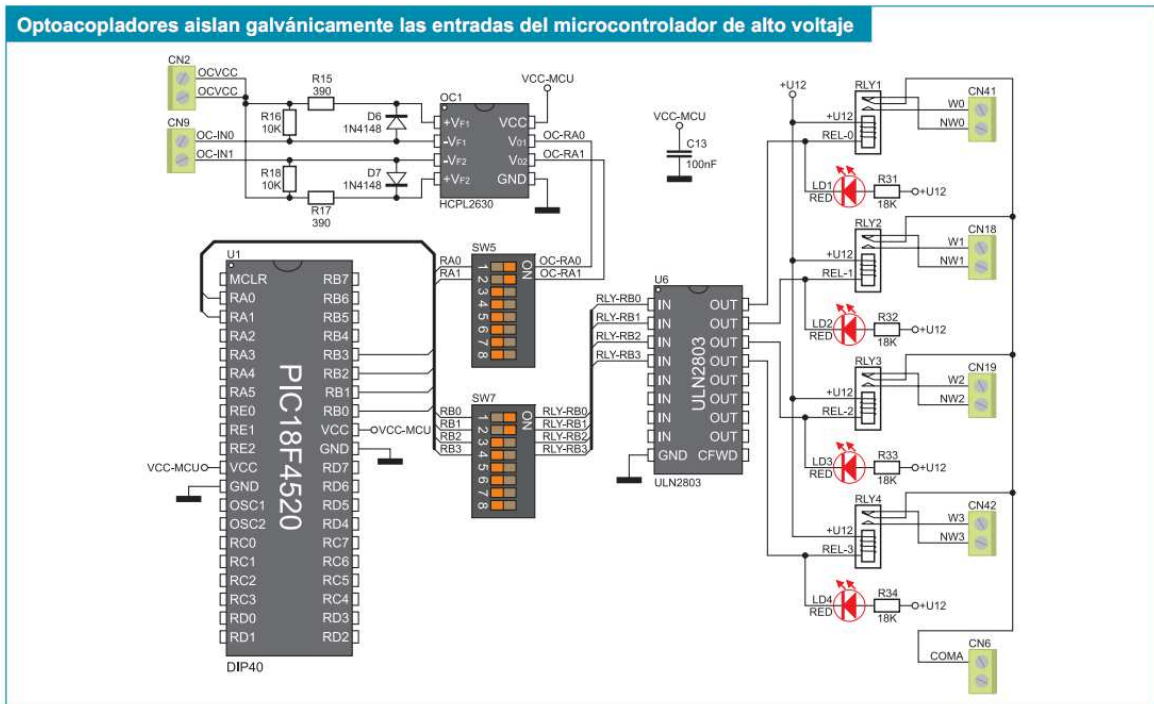 Optoacopladores aislan galvánicamente las entradas del microcontrolador de alto voltaje
CN2
OCVCC
OCVCC
CN9
OC-IN0
OC-IN1
R15
390
R16
10K
R18
10K
R17
390
D6
1N4148
D7
1N4148
OC1
+VF1
-VF1
-VF2
+VF2
VCC
V01
V02
GND
HCPL2630
VCC-MCU
OC-RA0
OC-RA1
VCC-MCU
C13
100nF
U1
MCLR
RA0
RA1
RA2
RA3
RA4
RA5
RE0
RE1
RE2
VCC
GND
OSC1
OSC2
RC0
RC1
RC2
RC3
RD0
RD1
PIC18F4520
RB7
RB6
RB5
RB4
RB3
RB2
RB1
RB0
VCC
GND
RD7
RD6
RD5
RD4
RC7
RC6
RC5
RC4
RD3
RD2
DIP40
VCC-MCU
VCC-MCU
SW5
RA0
RA1
1
2
3
4
5
6
7
8
ON
OC-RA0
OC-RA1
SW7
RB0
RB1
RB2
RB3
1
2
3
4
5
6
7
8
ON
RLY-RB0
RLY-RB1
RLY-RB2
RLY-RB3
RLY-RB0
RLY-RB1
RLY-RB2
RLY-RB3
U6
IN
IN
IN
IN
IN
IN
IN
IN
GND
ULN2803
OUT
OUT
OUT
OUT
OUT
OUT
OUT
OUT
CFWD
ULN2803
+U12
RLY1
+U12
REL-0
LD1
RED
R31
18K
+U12
W0
NW0
CN41
RLY2
+U12
REL-1
LD2
RED
R32
18K
+U12
W1
NW1
CN18
RLY3
+U12
REL-2
LD3
RED
R33
18K
+U12
W2
NW2
CN19
RLY4
+U12
REL-3
LD4
RED
R34
18K
+U12
W3
NW3
CN42
COMA
CN6